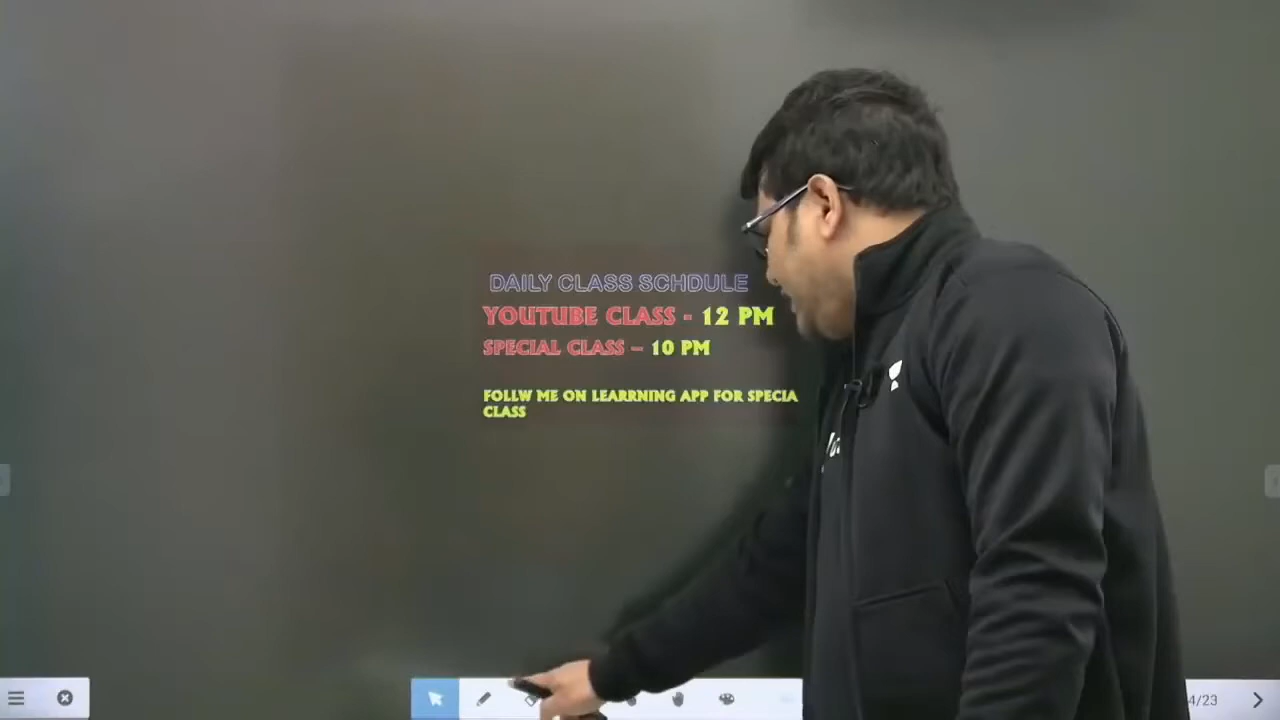 DAILY CLASS SCHDULE
YOUTUBE CLASS - 12 PM
SPECIAL CLASS – 10 PM
FOLLW ME ON LEARRNING APP FOR SPECIA
CLASS
4/23